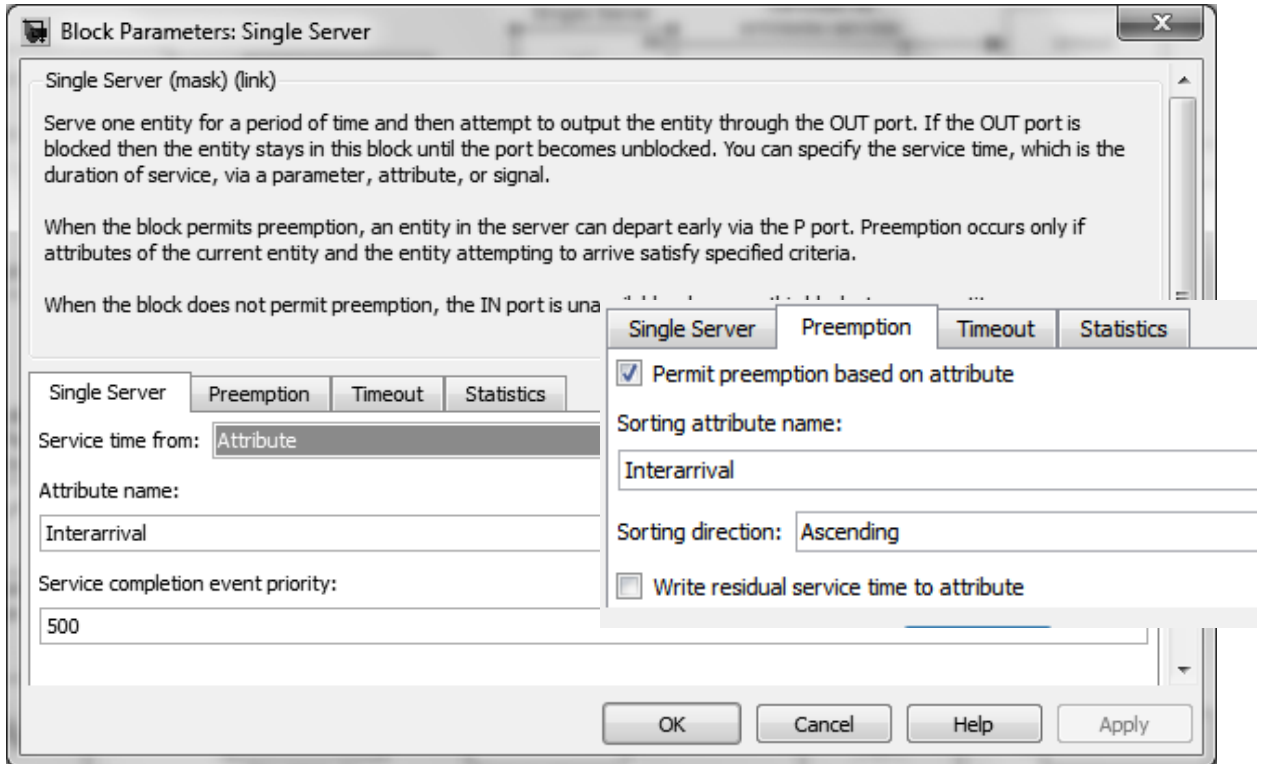 Block Parameters: Single Server
Single Server (mask) (link)
Serve one entity for a period of time and then attempt to output the entity through the OUT port. If the OUT port is
blocked then the entity stays in this block until the port becomes unblocked. You can specify the service time, which is the
duration of service, via a parameter, attribute, or signal.
When the block permits preemption, an entity in the server can depart early via the P port. Preemption occurs only if
attributes of the current entity and the entity attempting to arrive satisfy specified criteria.
When the block does not permit preemption, the IN port is
Single Server Preemption Timeout Statistics
Service time from: Attribute
Attribute name:
Interarrival
Service completion event priority:
500
Single Server Preemption Timeout Statistics
Permit preemption based on attribute
Sorting attribute name:
Interarrival
Sorting direction: Ascending
Write residual service time to attribute
OK Cancel Help Apply